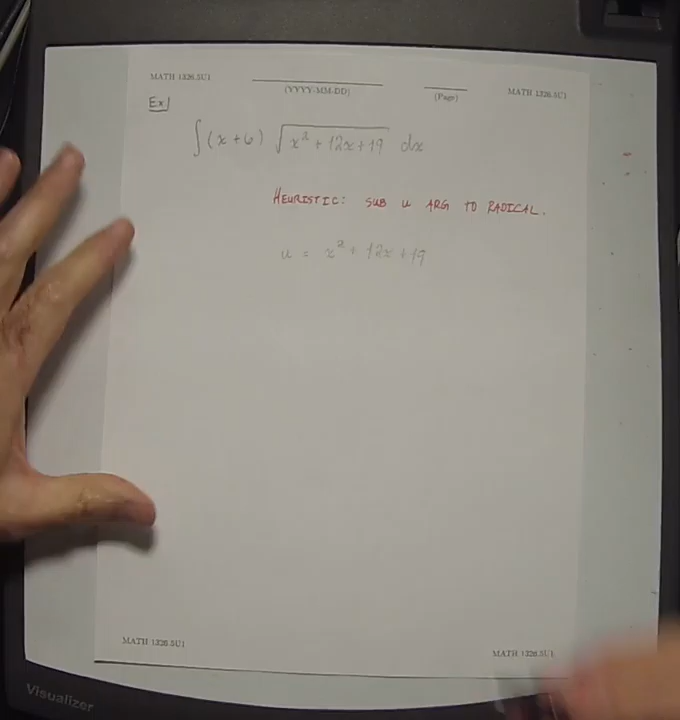 MATH 1326.SU1
(YYYY-MM-DD)
(Page)
MATH 1326.SU1
Ex)
∫(x+6) √(x²+12x+19) dx
HEURISTIC: SUB u ARG TO RADICAL.
u = x²+12x+19
MATH 1326.SU1
MATH 1326.SU1
Visualizer